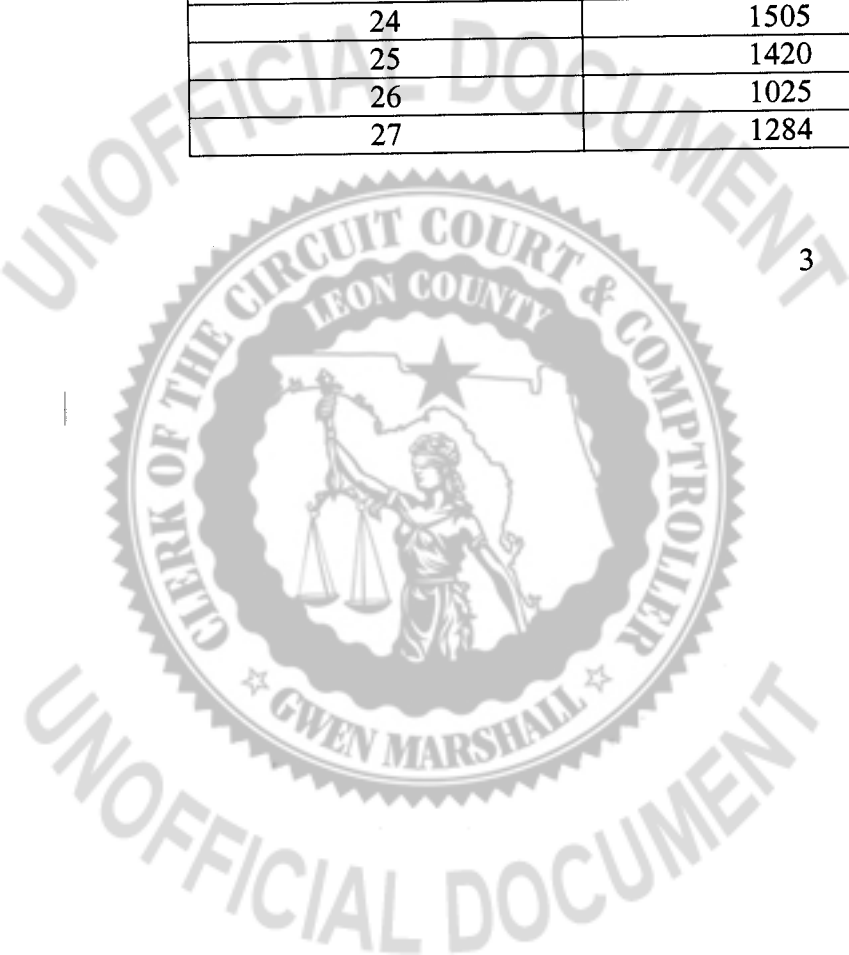 24 1505
25 1420
26 1025
27 1284
3
UNOFFICIAL DOCUMENT
CLERK OF THE CIRCUIT COURT & COMPTROLLER
LEON COUNTY
GWEN MARSHALL
UNOFFICIAL DOCUMENT